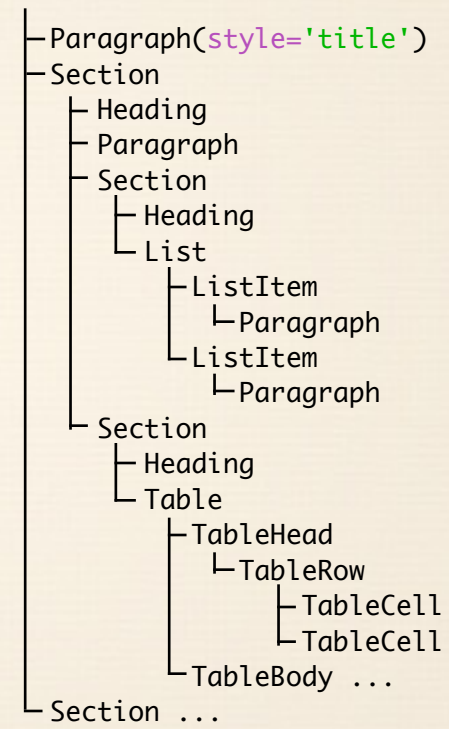 Paragraph(style='title')
Section
Heading
Paragraph
Section
Heading
List
ListItem
Paragraph
ListItem
Paragraph
Section
Heading
Table
TableHead
TableRow
TableCell
TableCell
TableBody ...
Section ...